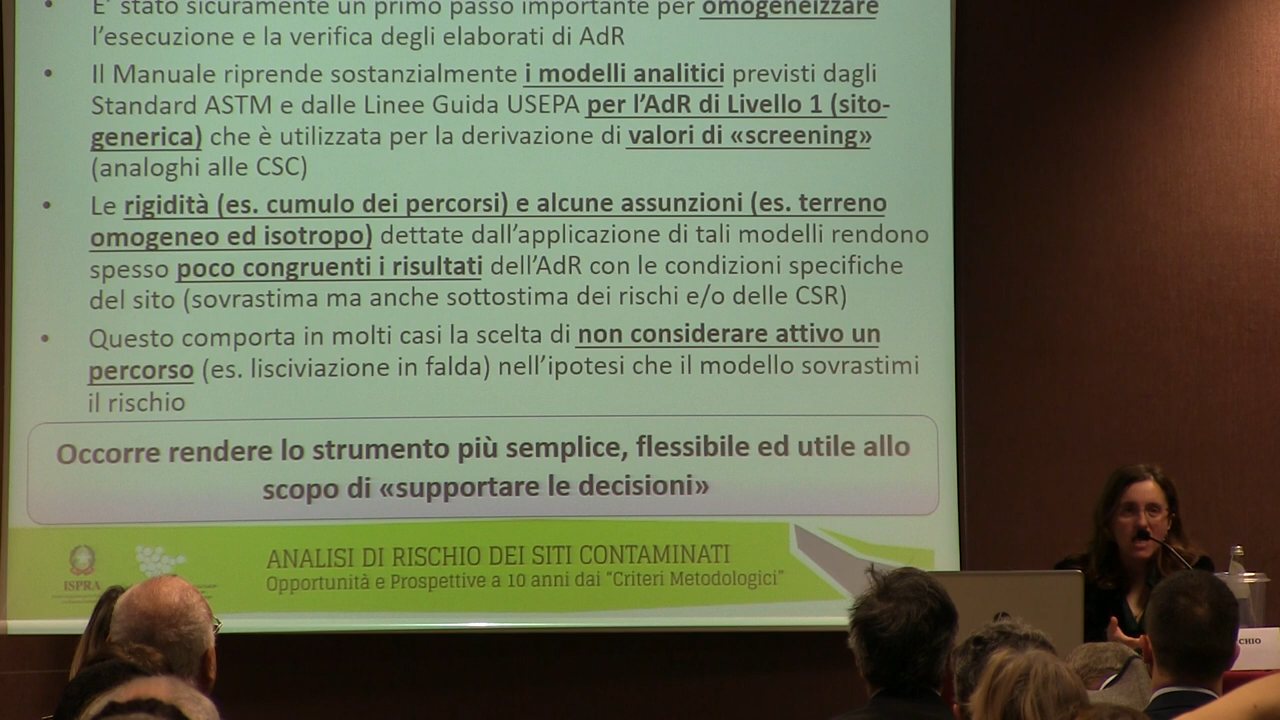 • E' stato sicuramente un primo passo importante per omogeneizzare
l'esecuzione e la verifica degli elaborati di AdR
• Il Manuale riprende sostanzialmente i modelli analitici previsti dagli
Standard ASTM e dalle Linee Guida USEPA per l'AdR di Livello 1 (sito-
generica) che è utilizzata per la derivazione di valori di «screening»
(analoghi alle CSC)
• Le rigidità (es. cumulo dei percorsi) e alcune assunzioni (es. terreno
omogeneo ed isotropo) dettate dall'applicazione di tali modelli rendono
spesso poco congruenti i risultati dell'AdR con le condizioni specifiche
del sito (sovrastima ma anche sottostima dei rischi e/o delle CSR)
• Questo comporta in molti casi la scelta di non considerare attivo un
percorso (es. lisciviazione in falda) nell'ipotesi che il modello sovrastimi
il rischio
Occorre rendere lo strumento più semplice, flessibile ed utile allo
scopo di «supportare le decisioni»
ISPRA
ANALISI DI RISCHIO DEI SITI CONTAMINATI
Opportunità e Prospettive a 10 anni dai "Criteri Metodologici"
CHIO